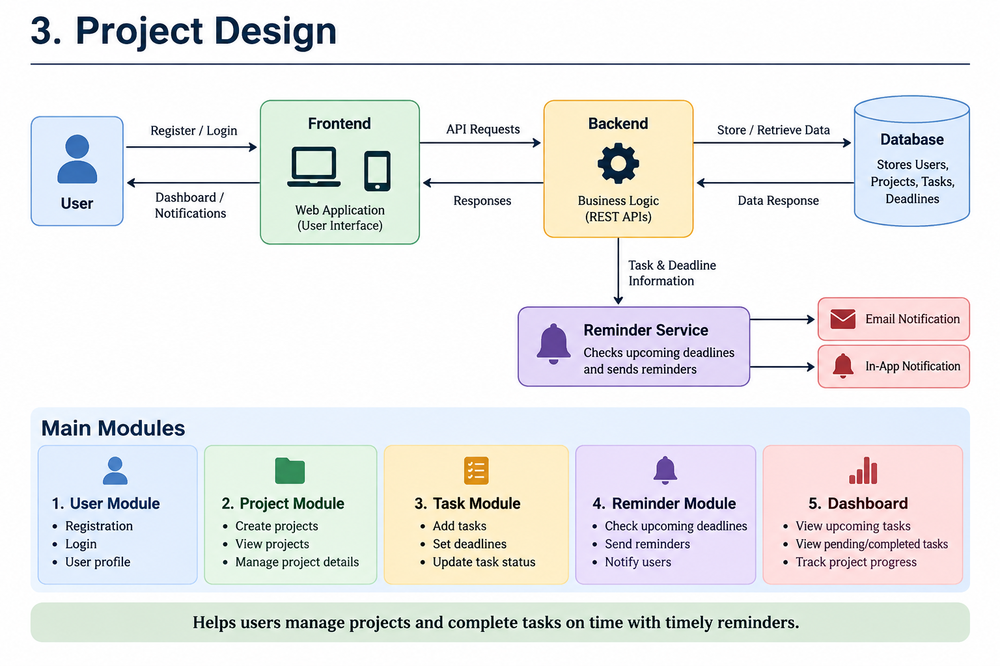 3. Project Design
User
Register / Login
Dashboard /
Notifications
Frontend
Web Application
(User Interface)
API Requests
Responses
Backend
Business Logic
(REST APIs)
Store / Retrieve Data
Data Response
Database
Stores Users,
Projects, Tasks,
Deadlines
Task & Deadline
Information
Reminder Service
Checks upcoming deadlines
and sends reminders
Email Notification
In-App Notification
Main Modules
1. User Module
• Registration
• Login
• User profile
2. Project Module
• Create projects
• View projects
• Manage project details
3. Task Module
• Add tasks
• Set deadlines
• Update task status
4. Reminder Module
• Check upcoming deadlines
• Send reminders
• Notify users
5. Dashboard
• View upcoming tasks
• View pending/completed tasks
• Track project progress
Helps users manage projects and complete tasks on time with timely reminders.